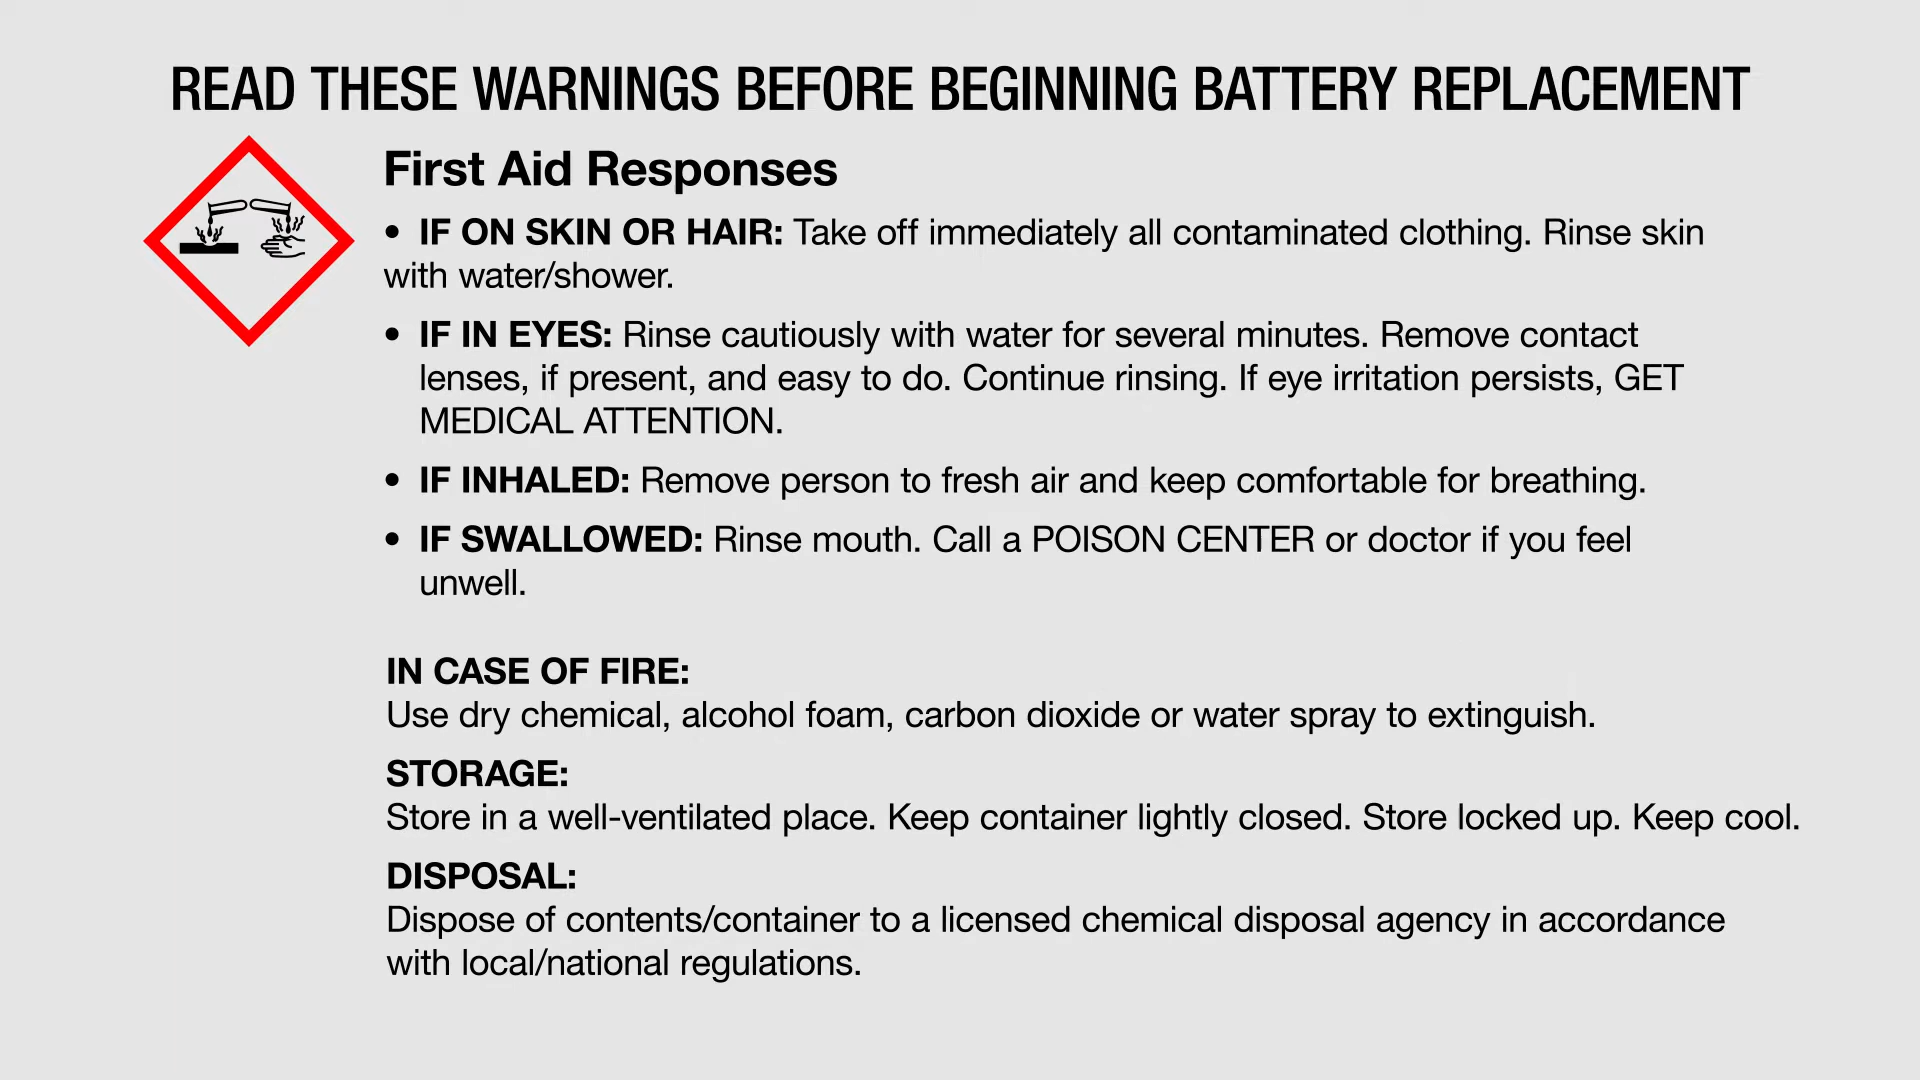 READ THESE WARNINGS BEFORE BEGINNING BATTERY REPLACEMENT
First Aid Responses
• IF ON SKIN OR HAIR: Take off immediately all contaminated clothing. Rinse skin
with water/shower.
• IF IN EYES: Rinse cautiously with water for several minutes. Remove contact
lenses, if present, and easy to do. Continue rinsing. If eye irritation persists, GET
MEDICAL ATTENTION.
• IF INHALED: Remove person to fresh air and keep comfortable for breathing.
• IF SWALLOWED: Rinse mouth. Call a POISON CENTER or doctor if you feel
unwell.
IN CASE OF FIRE:
Use dry chemical, alcohol foam, carbon dioxide or water spray to extinguish.
STORAGE:
Store in a well-ventilated place. Keep container lightly closed. Store locked up. Keep cool.
DISPOSAL:
Dispose of contents/container to a licensed chemical disposal agency in accordance
with local/national regulations.